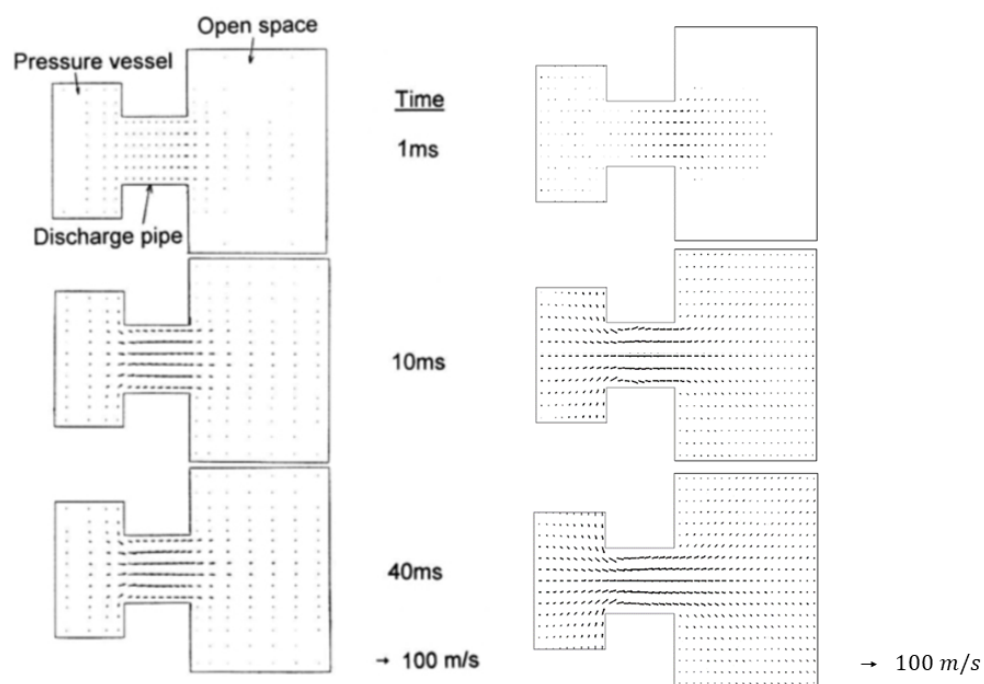 Open space
Pressure vessel
Time
1ms
Discharge pipe
10ms
40ms
→ 100 m/s
→ 100 m/s